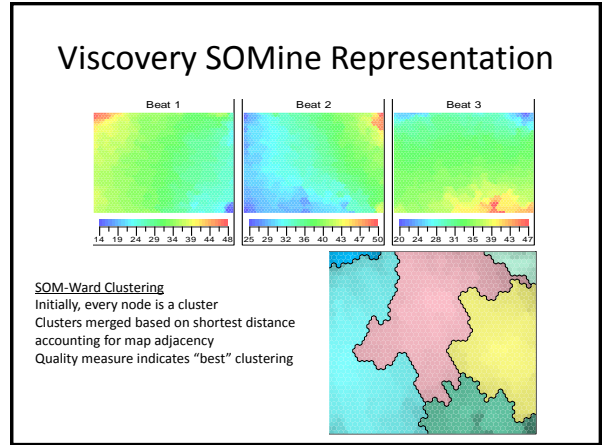 Viscovery SOMine Representation
Beat 1 Beat 2 Beat 3
14 19 24 29 34 39 44 48 25 29 32 36 40 43 47 50 20 24 28 31 35 39 43 47
SOM-Ward Clustering
Initially, every node is a cluster
Clusters merged based on shortest distance
accounting for map adjacency
Quality measure indicates “best” clustering